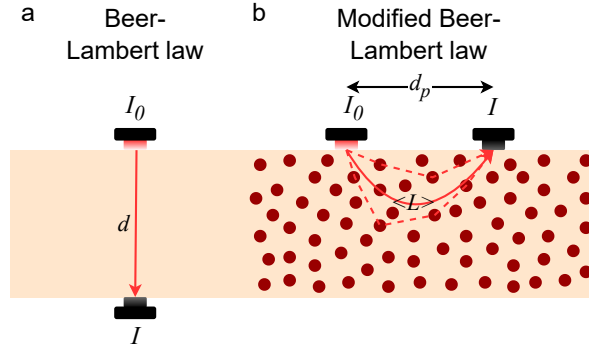 a
Beer-
Lambert law
I₀
d
I
b
Modified Beer-
Lambert law
dₚ
I₀
I
<L>